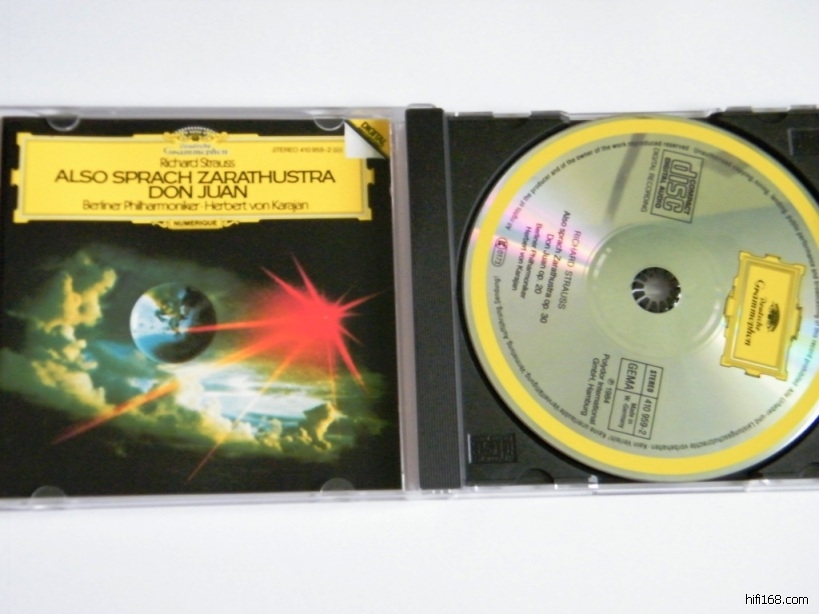 Deutsche
Grammophon
Richard Strauss
STEREO 410 959-2
DIGITAL
ALSO SPRACH ZARATHUSTRA
DON JUAN
Berliner Philharmoniker · Herbert von Karajan
NUMERIQUE
COMPACT
disc
DIGITAL AUDIO
DIGITAL RECORDING
RICHARD STRAUSS
Also sprach Zarathustra op. 30
Don Juan op. 20
Berliner Philharmoniker
Herbert von Karajan
Deutsche
Grammophon
STEREO 410 959-2
GEMA
Made in
W. Germany
℗ 1984
Polydor International
GmbH, Hamburg
hifi168.com